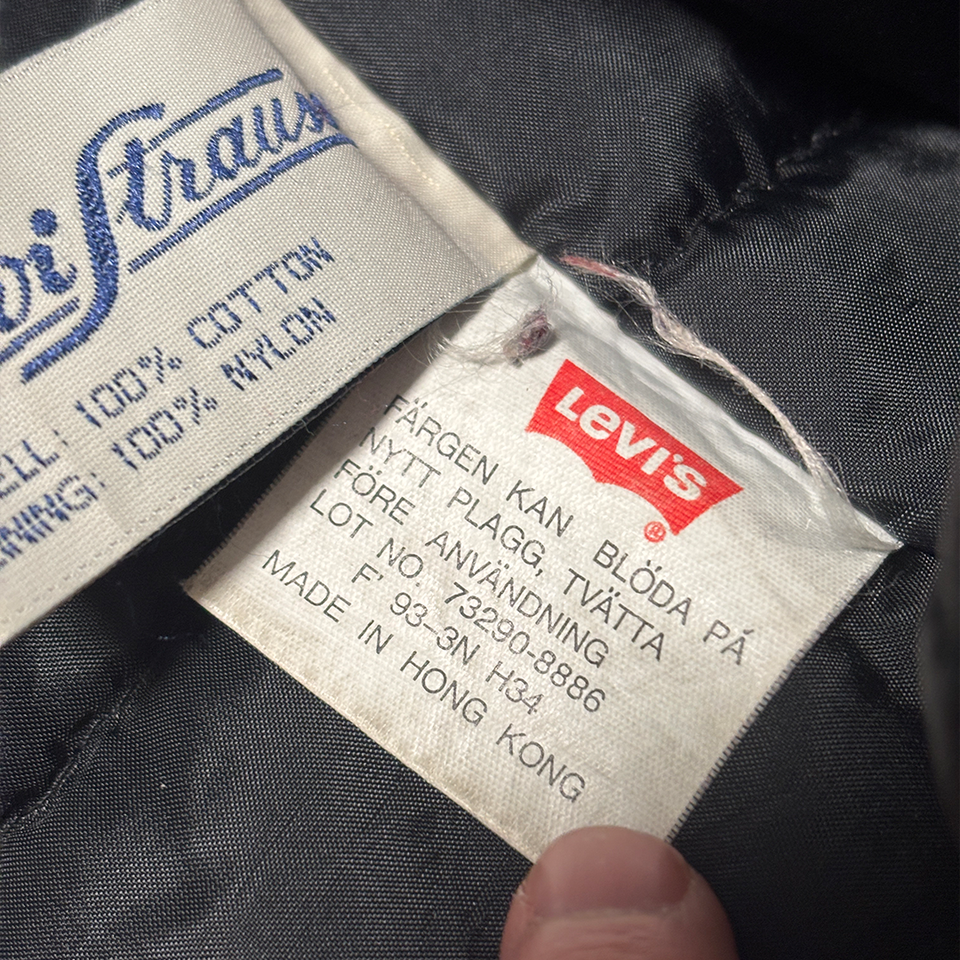 Strauss
100% COTTON
100% NYLON
LEVI'S
FÄRGEN KAN BLÖDA PÅ
NYTT PLAGG, TVÄTTA
FÖRE ANVÄNDNING
LOT NO. 73290-8886
F' 93-3N H34
MADE IN HONG KONG